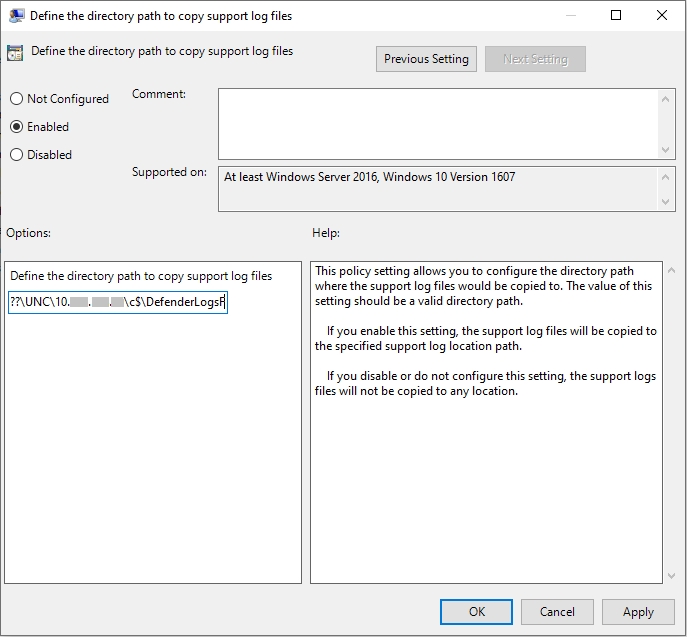 Define the directory path to copy support log files
Define the directory path to copy support log files
Previous Setting
Next Setting
Not Configured
Enabled
Disabled
Comment:
Supported on:
At least Windows Server 2016, Windows 10 Version 1607
Options:
Help:
Define the directory path to copy support log files
??\UNC\10. . . \c$\DefenderLogsF
This policy setting allows you to configure the directory path
where the support log files would be copied to. The value of this
setting should be a valid directory path.
If you enable this setting, the support log files will be copied to
the specified support log location path.
If you disable or do not configure this setting, the support logs
files will not be copied to any location.
OK
Cancel
Apply